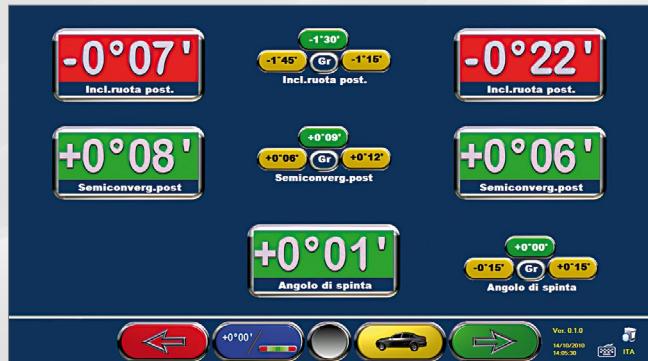 -0°07'
Incl.ruota post.
-1°30'
-1°45'
Gr
-1°15'
Incl.ruota post.
-0°22'
Incl.ruota post.
+0°08'
Semiconverg.post
+0°09'
+0°06'
Gr
+0°12'
Semiconverg.post
+0°06'
Semiconverg.post
+0°01'
Angolo di spinta
+0°00'
-0°15'
Gr
+0°15'
Angolo di spinta
+0°00'
Ver. 0.1.0
14/10/2010
14:05:30
ITA